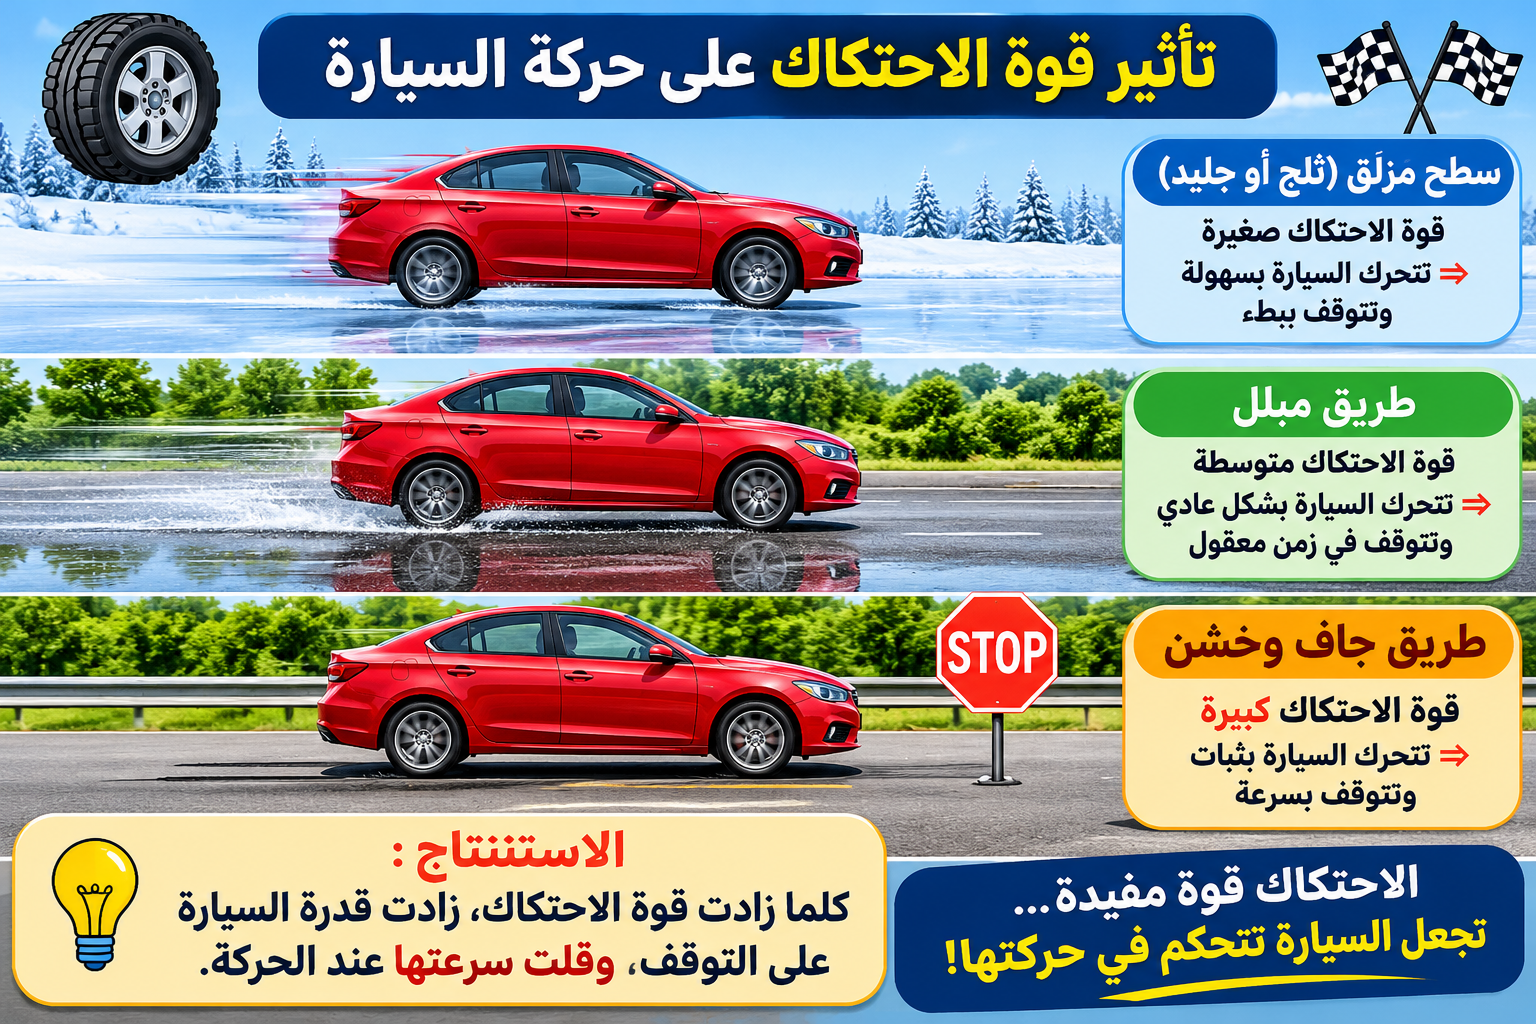 تأثير قوة الاحتكاك على حركة السيارة
سطح مَزلَق (ثلج أو جليد)
قوة الاحتكاك صغيرة
⇒ تتحرك السيارة بسهولة
وتتوقف ببطء
طريق مبلل
قوة الاحتكاك متوسطة
⇒ تتحرك السيارة بشكل عادي
وتتوقف في زمن معقول
STOP
طريق جاف وخشن
قوة الاحتكاك كبيرة
⇒ تتحرك السيارة بثبات
وتتوقف بسرعة
الاستننتاج :
كلما زادت قوة الاحتكاك، زادت قدرة السيارة
على التوقف، وقلت سرعتها عند الحركة.
الاحتكاك قوة مفيدة...
تجعل السيارة تتحكم في حركتها!